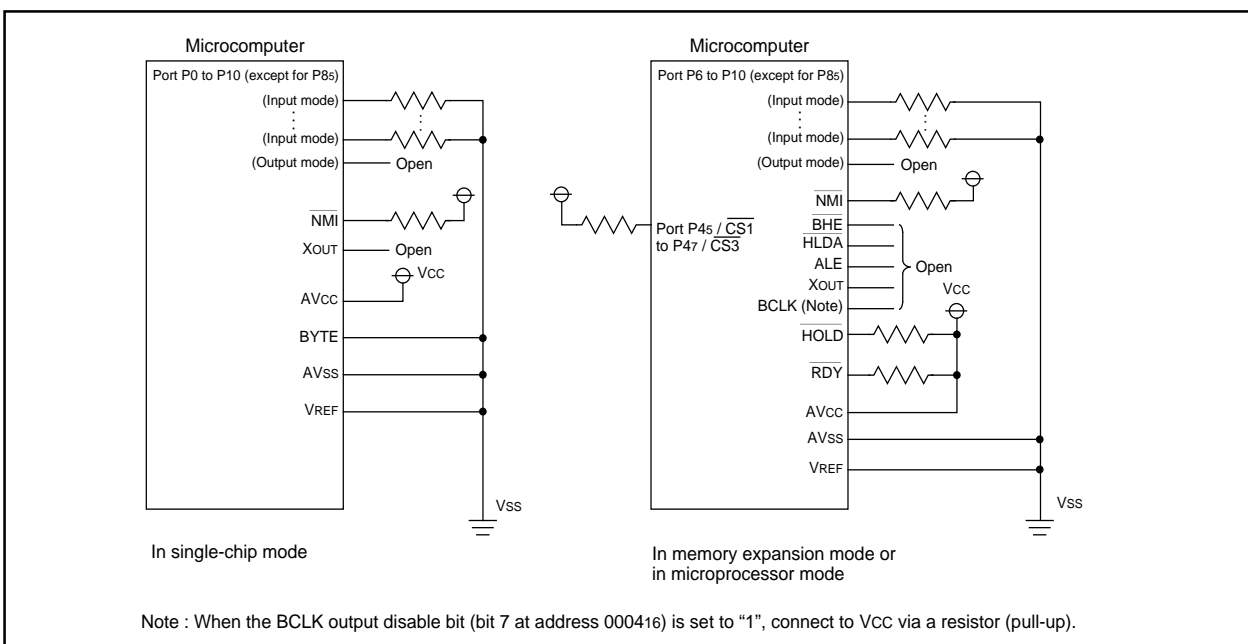 Microcomputer
Port P0 to P10 (except for P85)
(Input mode)
(Input mode)
(Output mode)
Open
NMI
XOUT
Open
VCC
AVCC
BYTE
AVSS
VREF
VSS
In single-chip mode
Microcomputer
Port P6 to P10 (except for P85)
(Input mode)
(Input mode)
(Output mode)
Open
NMI
Port P45 / CS1
to P47 / CS3
BHE
HLDA
ALE
Open
XOUT
VCC
BCLK (Note)
HOLD
RDY
AVCC
AVSS
VREF
VSS
In memory expansion mode or
in microprocessor mode
Note : When the BCLK output disable bit (bit 7 at address 000416) is set to “1”, connect to VCC via a resistor (pull-up).